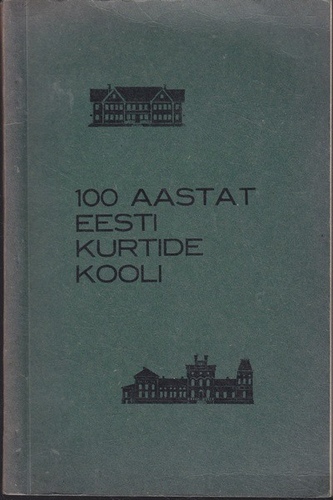 100 AASTAT
EESTI
KURTIDE
KOOLI